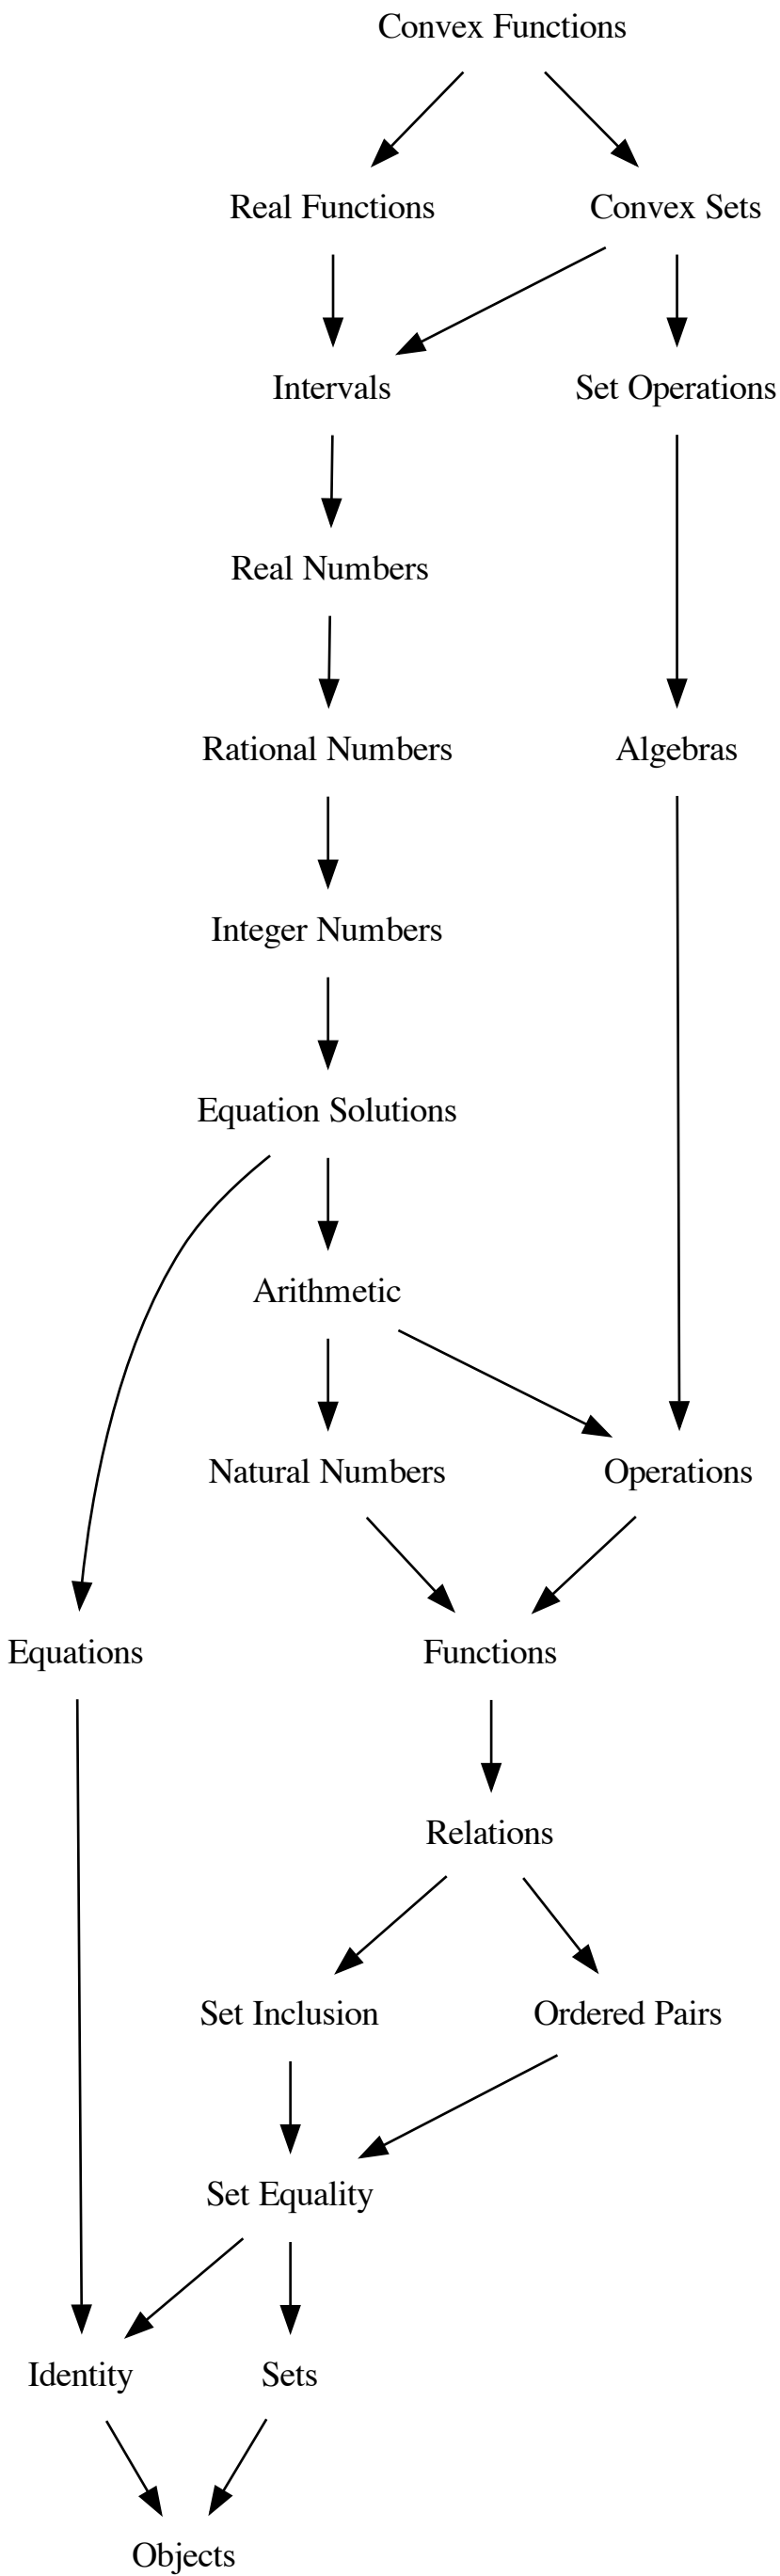 Convex Functions
Real Functions
Convex Sets
Intervals
Set Operations
Real Numbers
Rational Numbers
Algebras
Integer Numbers
Equation Solutions
Arithmetic
Natural Numbers
Operations
Equations
Functions
Relations
Set Inclusion
Ordered Pairs
Set Equality
Identity
Sets
Objects